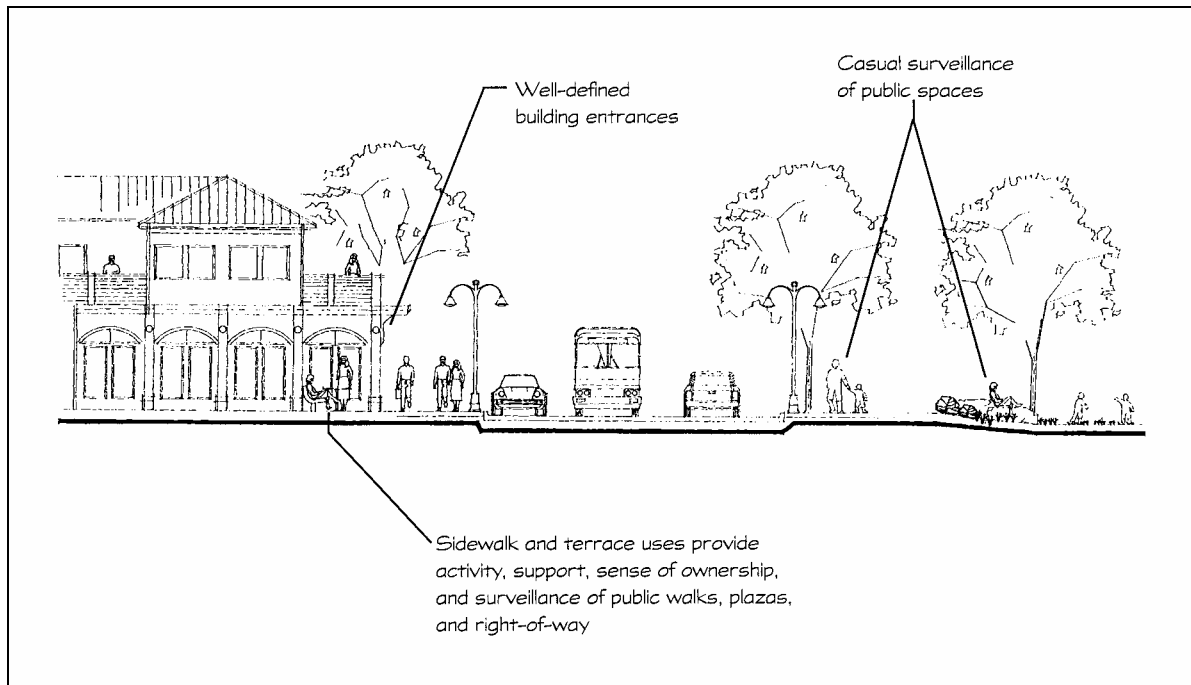 Casual surveillance
of public spaces
Well-defined
building entrances
Sidewalk and terrace uses provide
activity, support, sense of ownership,
and surveillance of public walks, plazas,
and right-of-way